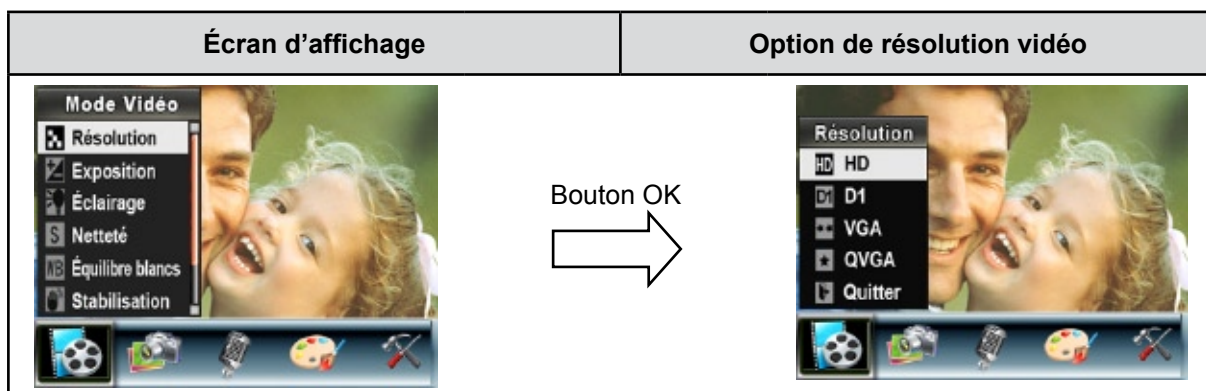 Écran d’affichage
Option de résolution vidéo
Mode Vidéo
Résolution
Exposition
Éclairage
S Netteté
WB Équilibre blancs
Stabilisation
Bouton OK
Résolution
HD HD
D1 D1
VGA
QVGA
Quitter